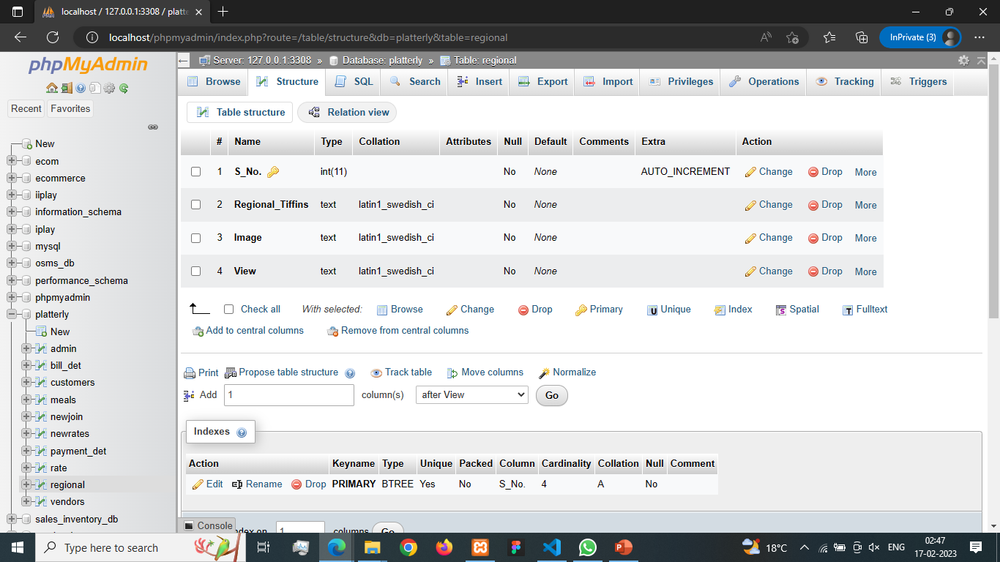 localhost / 127.0.0.1:3308 / platte
localhost/phpmyadmin/index.php?route=/table/structure&db=platterly&table=regional
InPrivate (3)
phpMyAdmin
Recent Favorites
New
ecom
ecommerce
iiplay
information_schema
iplay
mysql
osms_db
performance_schema
phpmyadmin
platterly
New
admin
bill_det
customers
meals
newjoin
newrates
payment_det
rate
regional
vendors
sales_inventory_db
Server: 127.0.0.1:3308 » Database: platterly » Table: regional
Browse Structure SQL Search Insert Export Import Privileges Operations Tracking Triggers
Table structure Relation view
# Name Type Collation Attributes Null Default Comments Extra Action
1 S_No. int(11) No None AUTO_INCREMENT Change Drop More
2 Regional_Tiffins text latin1_swedish_ci No None Change Drop More
3 Image text latin1_swedish_ci No None Change Drop More
4 View text latin1_swedish_ci No None Change Drop More
Check all With selected: Browse Change Drop Primary Unique Index Spatial Fulltext
Add to central columns Remove from central columns
Print Propose table structure Track table Move columns Normalize
Add 1 column(s) after View Go
Indexes
Action Keyname Type Unique Packed Column Cardinality Collation Null Comment
Edit Rename Drop PRIMARY BTREE Yes No S_No. 4 A No
Console
index on 1 columns Go
Type here to search
18°C ENG 02:47
17-02-2023